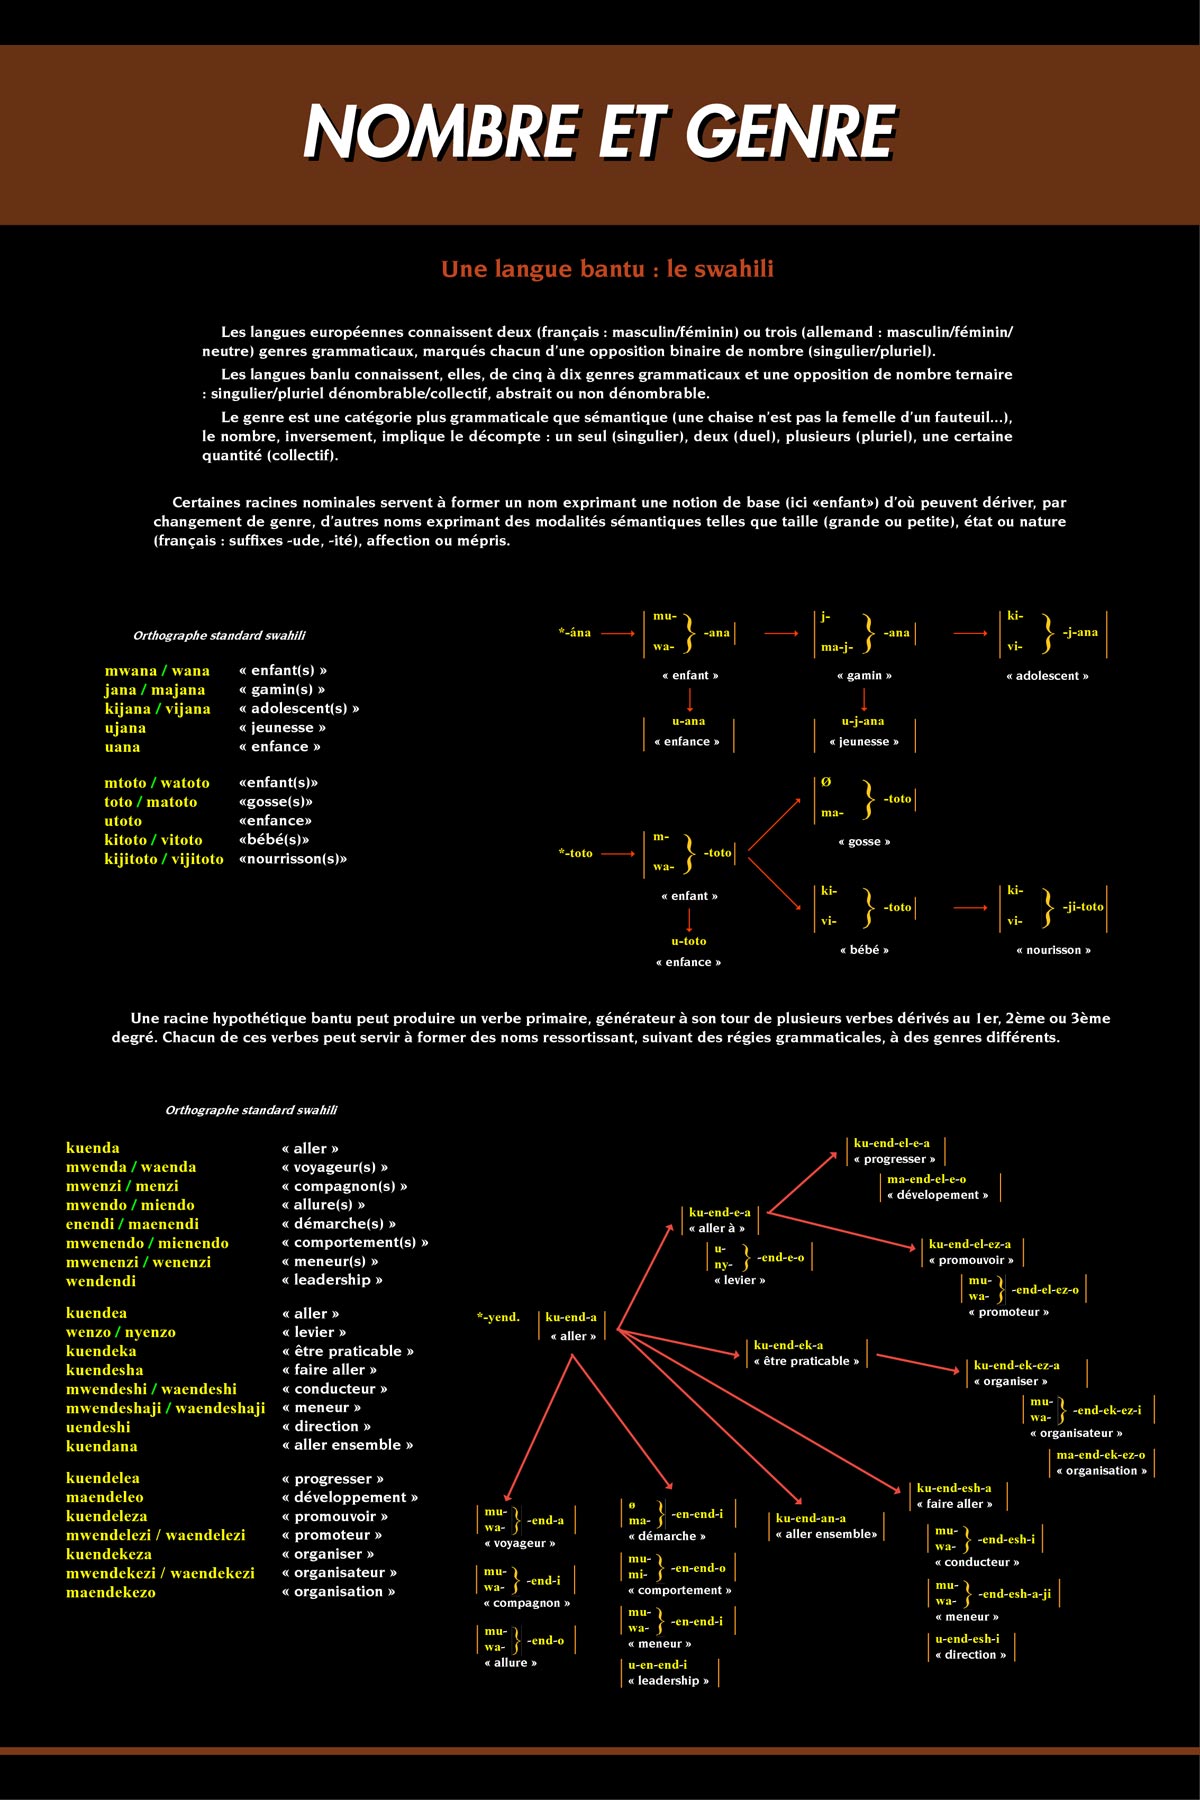 NOMBRE ET GENRE
Une langue bantu : le swahili
Les langues européennes connaissent deux (français : masculin/féminin) ou trois (allemand : masculin/féminin/
neutre) genres grammaticaux, marqués chacun d'une opposition binaire de nombre (singulier/pluriel).
Les langues banlu connaissent, elles, de cinq à dix genres grammaticaux et une opposition de nombre ternaire
: singulier/pluriel dénombrable/collectif, abstrait ou non dénombrable.
Le genre est une catégorie plus grammaticale que sémantique (une chaise n'est pas la femelle d'un fauteuil...),
le nombre, inversement, implique le décompte : un seul (singulier), deux (duel), plusieurs (pluriel), une certaine
quantité (collectif).
Certaines racines nominales servent à former un nom exprimant une notion de base (ici «enfant») d'où peuvent dériver, par
changement de genre, d'autres noms exprimant des modalités sémantiques telles que taille (grande ou petite), état ou nature
(français : suffixes -ude, -ité), affection ou mépris.
Orthographe standard swahili
mwana / wana « enfant(s) »
jana / majana « gamin(s) »
kijana / vijana « adolescent(s) »
ujana « jeunesse »
uana « enfance »
mtoto / watoto «enfant(s)»
toto / matoto «gosse(s)»
utoto «enfance»
kitoto / vitoto «bébé(s)»
kijitoto / vijitoto «nourrisson(s)»
*-ána
mu-
wa-
} -ana
« enfant »
j-
ma-j-
} -ana
« gamin »
ki-
vi-
} -j-ana
« adolescent »
u-ana
« enfance »
u-j-ana
« jeunesse »
*-toto
m-
wa-
} -toto
« enfant »
u-toto
« enfance »
Ø
ma-
} -toto
« gosse »
ki-
vi-
} -toto
« bébé »
ki-
vi-
} -ji-toto
« nourisson »
Une racine hypothétique bantu peut produire un verbe primaire, générateur à son tour de plusieurs verbes dérivés au 1er, 2ème ou 3ème
degré. Chacun de ces verbes peut servir à former des noms ressortissant, suivant des régies grammaticales, à des genres différents.
Orthographe standard swahili
kuenda « aller »
mwenda / waenda « voyageur(s) »
mwenzi / menzi « compagnon(s) »
mwendo / miendo « allure(s) »
enendi / maenendi « démarche(s) »
mwenendo / mienendo « comportement(s) »
mwenenzi / wenenzi « meneur(s) »
wendendi « leadership »
kuendea « aller »
wenzo / nyenzo « levier »
kuendeka « être praticable »
kuendesha « faire aller »
mwendeshi / waendeshi « conducteur »
mwendeshaji / waendeshaji « meneur »
uendeshi « direction »
kuendana « aller ensemble »
kuendelea « progresser »
maendeleo « développement »
kuendeleza « promouvoir »
mwendelezi / waendelezi « promoteur »
kuendekeza « organiser »
mwendekezi / waendekezi « organisateur »
maendekezo « organisation »
*-yend.
ku-end-a
« aller »
ku-end-e-a
« aller à »
u-
ny-
} -end-e-o
« levier »
ku-end-el-e-a
« progresser »
ma-end-el-e-o
« dévelopement »
ku-end-el-ez-a
« promouvoir »
mu-
wa-
} -end-el-ez-o
« promoteur »
ku-end-ek-a
« être praticable »
ku-end-ek-ez-a
« organiser »
mu-
wa-
} -end-ek-ez-i
« organisateur »
ma-end-ek-ez-o
« organisation »
ku-end-esh-a
« faire aller »
mu-
wa-
} -end-esh-i
« conducteur »
mu-
wa-
} -end-esh-a-ji
« meneur »
u-end-esh-i
« direction »
ku-end-an-a
« aller ensemble»
ø
ma-
} -en-end-i
« démarche »
mu-
mi-
} -en-end-o
« comportement »
mu-
wa-
} -en-end-i
« meneur »
u-en-end-i
« leadership »
mu-
wa-
} -end-a
« voyageur »
mu-
wa-
} -end-i
« compagnon »
mu-
wa-
} -end-o
« allure »